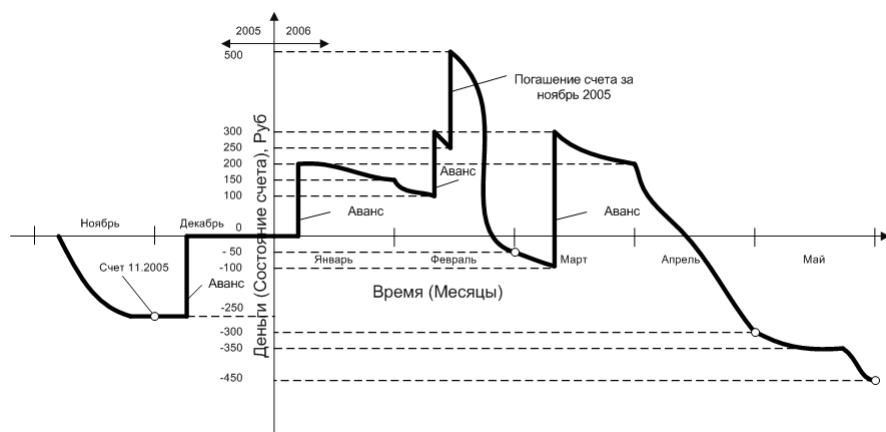 2005 2006
500
Погашение счета за
ноябрь 2005
300
250
200
150
100
Аванс
Аванс
Аванс
Ноябрь
Декабрь
0
- 50
-100
Январь
Февраль
Март
Апрель
Май
Счет 11.2005
Аванс
Время (Месяцы)
Деньги (Состояние счета), Руб
-250
-300
-350
-450